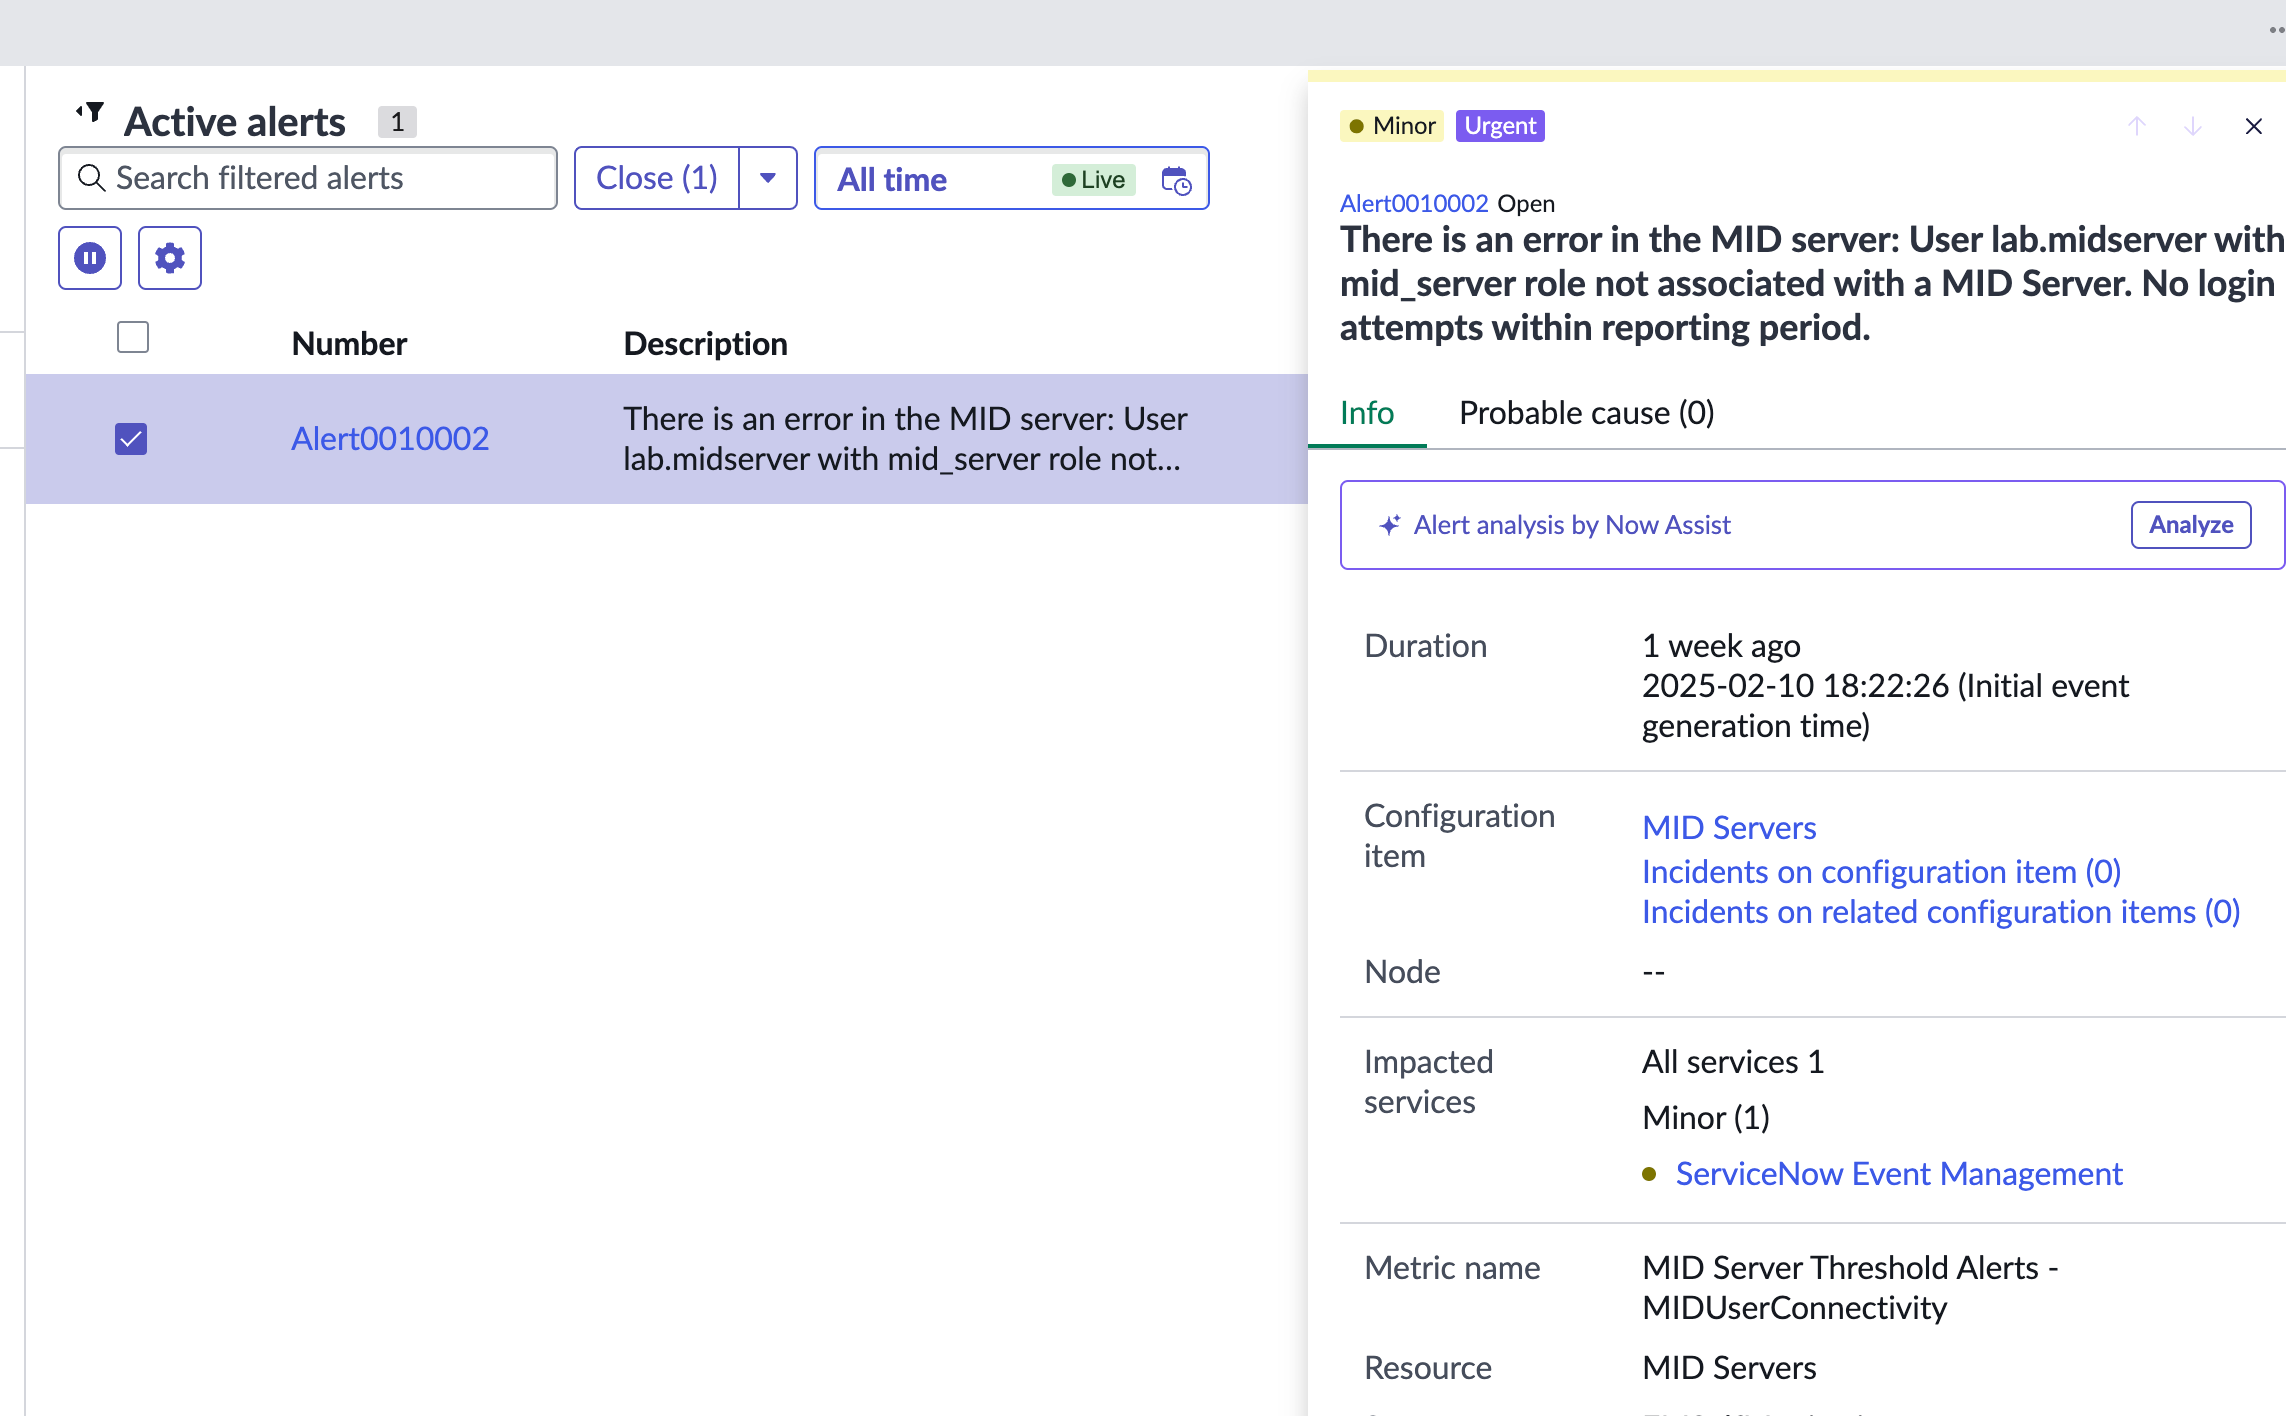 Active alerts 1
Search filtered alerts
Close (1)
All time
Live
Number Description
Alert0010002
There is an error in the MID server: User
lab.midserver with mid_server role not...
Minor Urgent
Alert0010002 Open
There is an error in the MID server: User lab.midserver with
mid_server role not associated with a MID Server. No login
attempts within reporting period.
Info Probable cause (0)
Alert analysis by Now Assist Analyze
Duration
1 week ago
2025-02-10 18:22:26 (Initial event
generation time)
Configuration
item
MID Servers
Incidents on configuration item (0)
Incidents on related configuration items (0)
Node --
Impacted
services
All services 1
Minor (1)
ServiceNow Event Management
Metric name
MID Server Threshold Alerts -
MIDUserConnectivity
Resource MID Servers